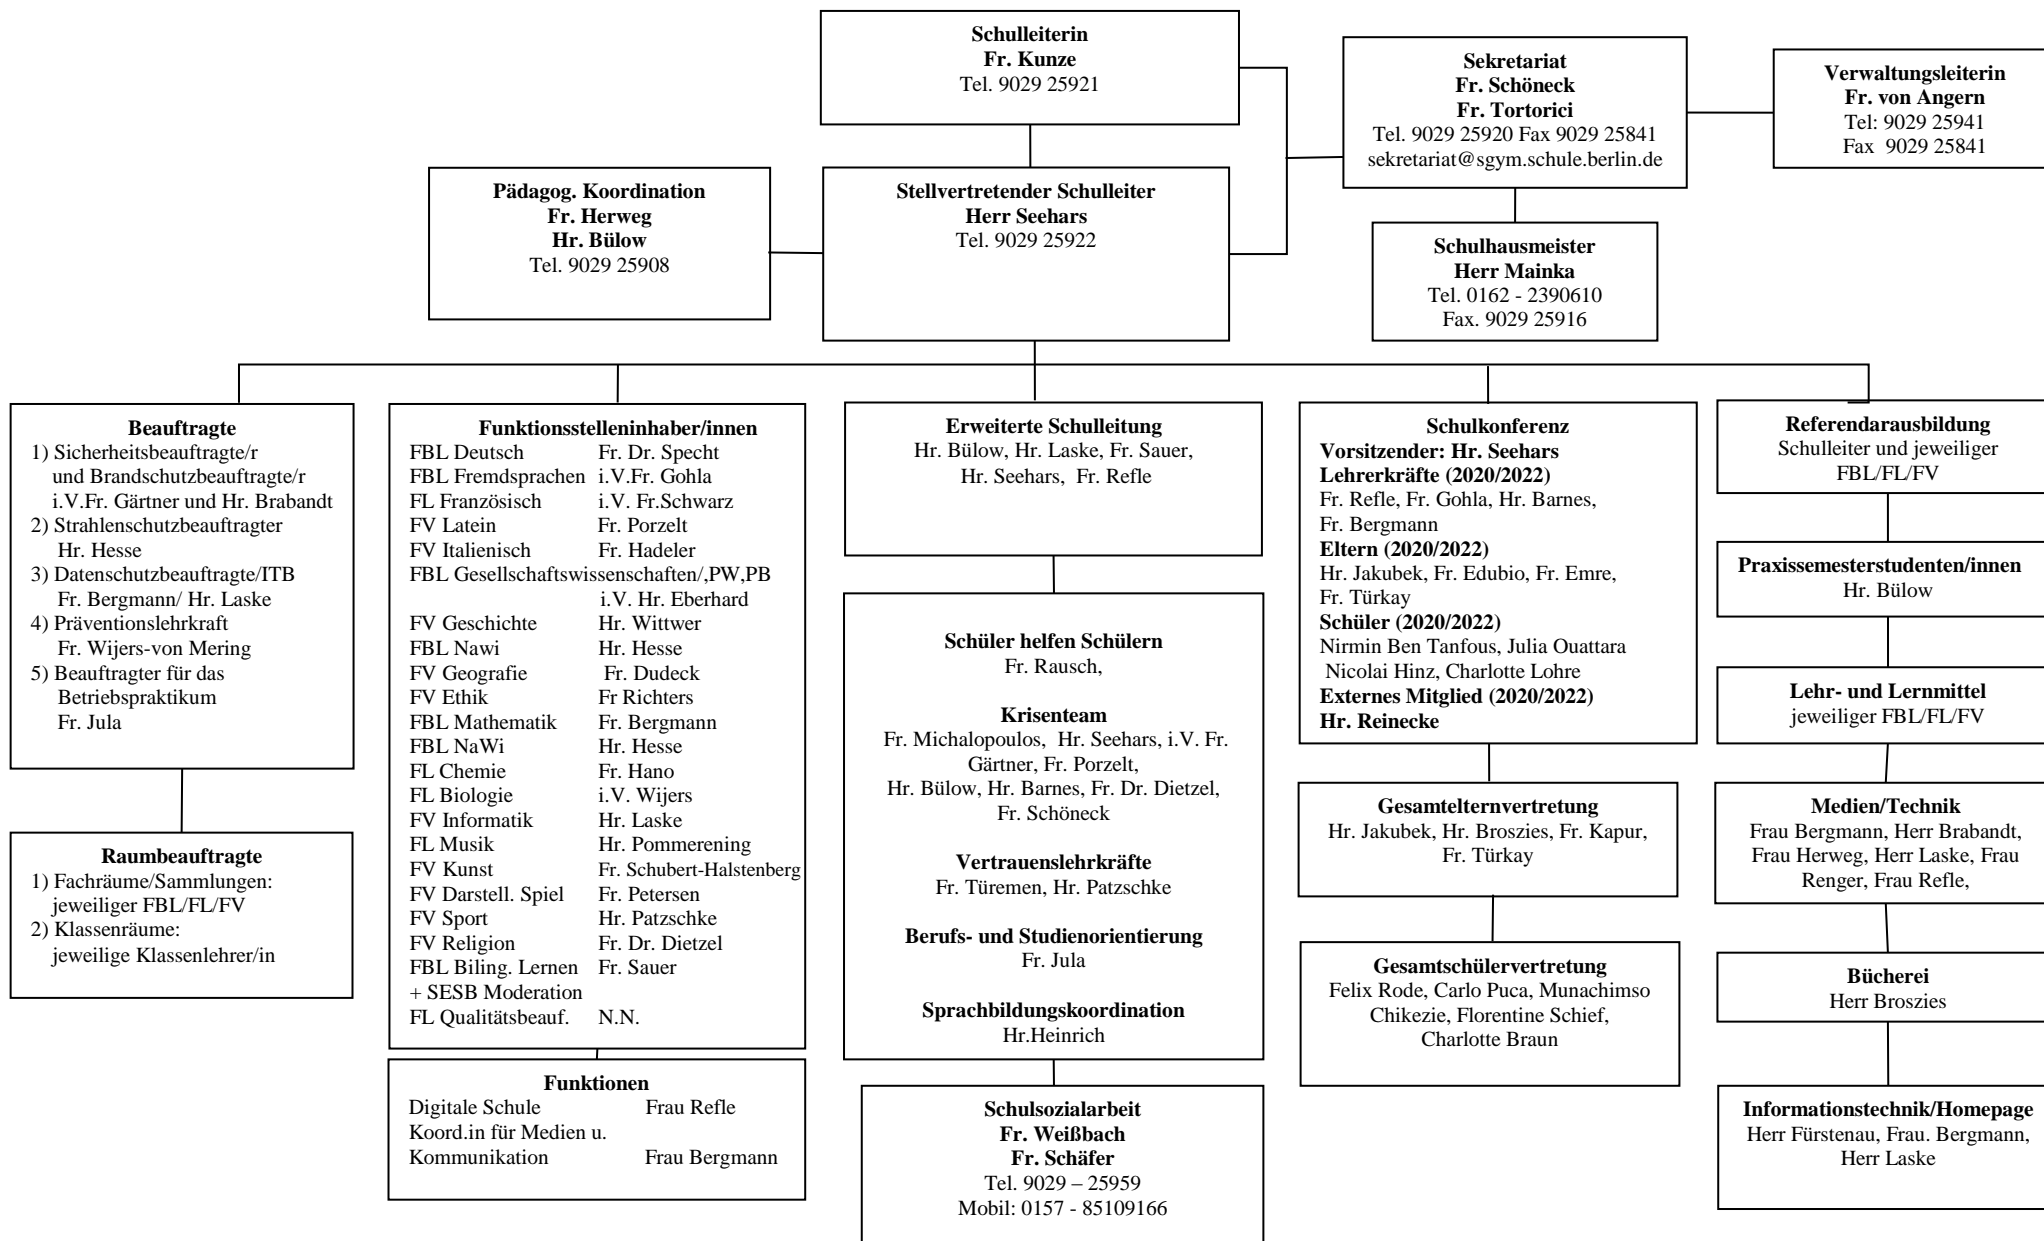 Schulleiterin
Fr. Kunze
Tel. 9029 25921
Sekretariat
Fr. Schöneck
Fr. Tortorici
Tel. 9029 25920 Fax 9029 25841
sekretariat@sgym.schule.berlin.de
Verwaltungsleiterin
Fr. von Angern
Tel: 9029 25941
Fax 9029 25841
Pädagog. Koordination
Fr. Herweg
Hr. Bülow
Tel. 9029 25908
Stellvertretender Schulleiter
Herr Seehars
Tel. 9029 25922
Schulhausmeister
Herr Mainka
Tel. 0162 - 2390610
Fax. 9029 25916
Beauftragte
1) Sicherheitsbeauftragte/r
und Brandschutzbeauftragte/r
i.V.Fr. Gärtner und Hr. Brabandt
2) Strahlenschutzbeauftragter
Hr. Hesse
3) Datenschutzbeauftragte/ITB
Fr. Bergmann/ Hr. Laske
4) Präventionslehrkraft
Fr. Wijers-von Mering
5) Beauftragter für das
Betriebspraktikum
Fr. Jula
Raumbeauftragte
1) Fachräume/Sammlungen:
jeweiliger FBL/FL/FV
2) Klassenräume:
jeweilige Klassenlehrer/in
Funktionsstelleninhaber/innen
FBL Deutsch Fr. Dr. Specht
FBL Fremdsprachen i.V.Fr. Gohla
FL Französisch i.V. Fr.Schwarz
FV Latein Fr. Porzelt
FV Italienisch Fr. Hadeler
FBL Gesellschaftswissenschaften/,PW,PB
i.V. Hr. Eberhard
FV Geschichte Hr. Wittwer
FBL Nawi Hr. Hesse
FV Geografie Fr. Dudeck
FV Ethik Fr Richters
FBL Mathematik Fr. Bergmann
FBL NaWi Hr. Hesse
FL Chemie Fr. Hano
FL Biologie i.V. Wijers
FV Informatik Hr. Laske
FL Musik Hr. Pommerening
FV Kunst Fr. Schubert-Halstenberg
FV Darstell. Spiel Fr. Petersen
FV Sport Hr. Patzschke
FV Religion Fr. Dr. Dietzel
FBL Biling. Lernen Fr. Sauer
+ SESB Moderation
FL Qualitätsbeauf. N.N.
Funktionen
Digitale Schule Frau Refle
Koord.in für Medien u.
Kommunikation Frau Bergmann
Erweiterte Schulleitung
Hr. Bülow, Hr. Laske, Fr. Sauer,
Hr. Seehars, Fr. Refle
Schüler helfen Schülern
Fr. Rausch,
Krisenteam
Fr. Michalopoulos, Hr. Seehars, i.V. Fr.
Gärtner, Fr. Porzelt,
Hr. Bülow, Hr. Barnes, Fr. Dr. Dietzel,
Fr. Schöneck
Vertrauenslehrkräfte
Fr. Türemen, Hr. Patzschke
Berufs- und Studienorientierung
Fr. Jula
Sprachbildungskoordination
Hr.Heinrich
Schulsozialarbeit
Fr. Weißbach
Fr. Schäfer
Tel. 9029 – 25959
Mobil: 0157 - 85109166
Schulkonferenz
Vorsitzender: Hr. Seehars
Lehrerkräfte (2020/2022)
Fr. Refle, Fr. Gohla, Hr. Barnes,
Fr. Bergmann
Eltern (2020/2022)
Hr. Jakubek, Fr. Edubio, Fr. Emre,
Fr. Türkay
Schüler (2020/2022)
Nirmin Ben Tanfous, Julia Ouattara
Nicolai Hinz, Charlotte Lohre
Externes Mitglied (2020/2022)
Hr. Reinecke
Gesamtelternvertretung
Hr. Jakubek, Hr. Broszies, Fr. Kapur,
Fr. Türkay
Gesamtschülervertretung
Felix Rode, Carlo Puca, Munachimso
Chikezie, Florentine Schief,
Charlotte Braun
Referendarausbildung
Schulleiter und jeweiliger
FBL/FL/FV
Praxissemesterstudenten/innen
Hr. Bülow
Lehr- und Lernmittel
jeweiliger FBL/FL/FV
Medien/Technik
Frau Bergmann, Herr Brabandt,
Frau Herweg, Herr Laske, Frau
Renger, Frau Refle,
Bücherei
Herr Broszies
Informationstechnik/Homepage
Herr Fürstenau, Frau. Bergmann,
Herr Laske